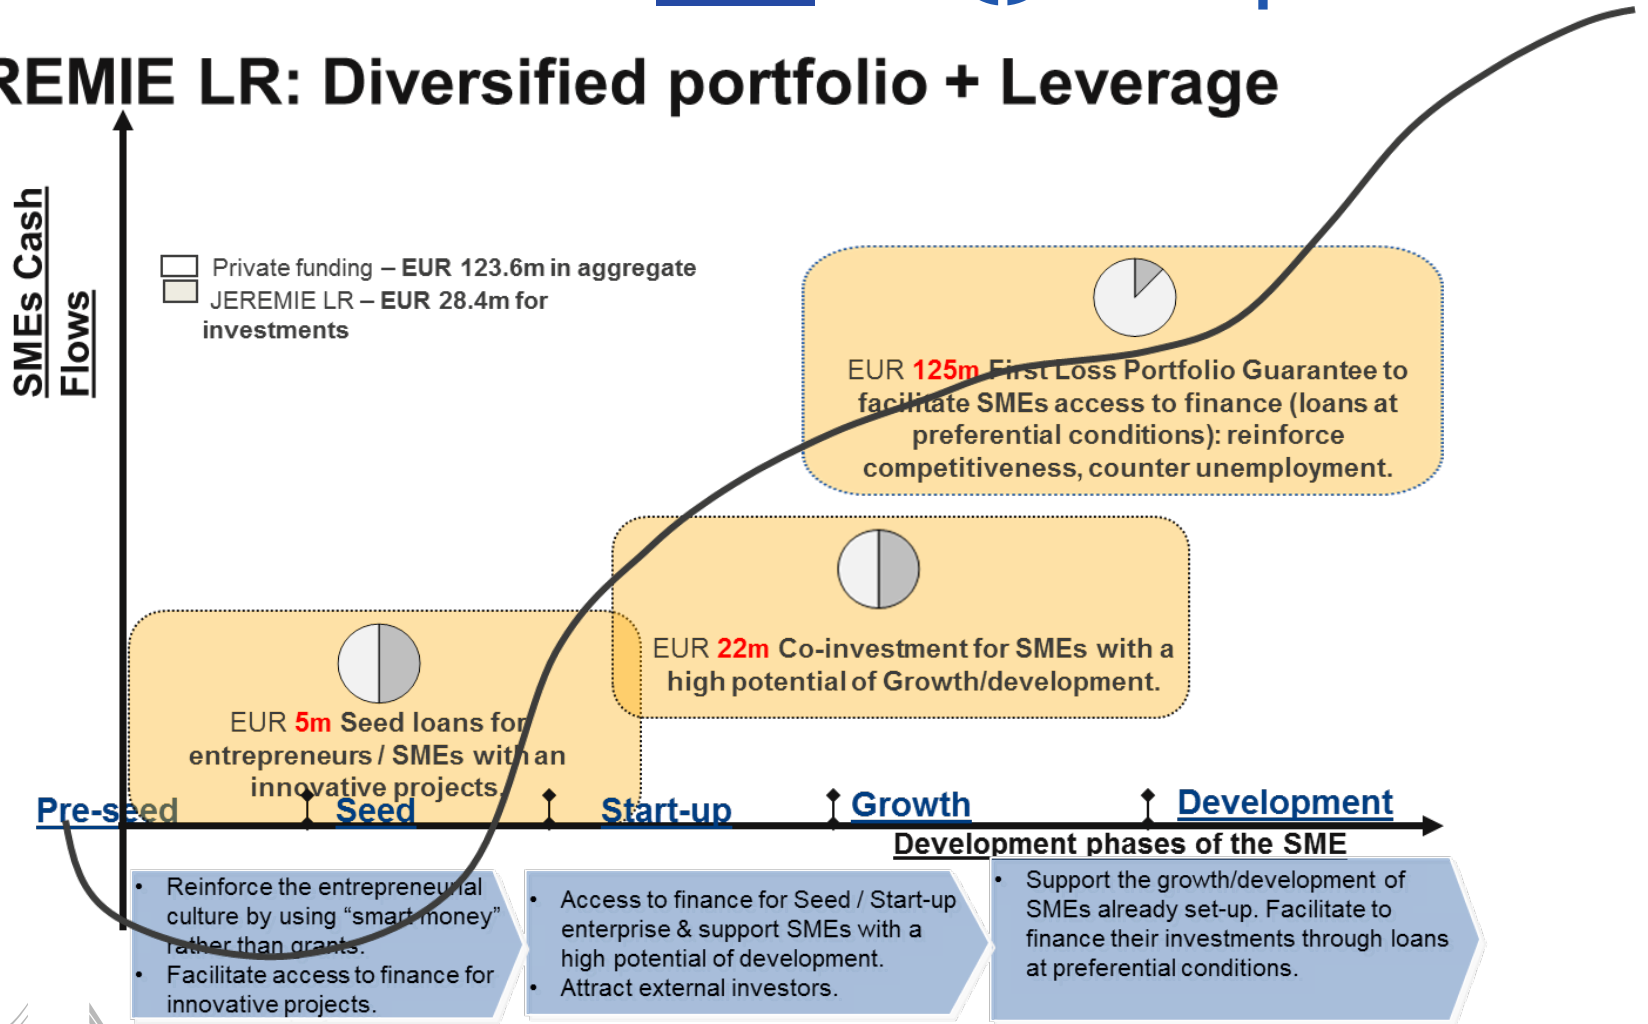 REMIE LR: Diversified portfolio + Leverage
SMEs Cash
Flows
Private funding – EUR 123.6m in aggregate
JEREMIE LR – EUR 28.4m for
investments
EUR 125m First Loss Portfolio Guarantee to
facilitate SMEs access to finance (loans at
preferential conditions): reinforce
competitiveness, counter unemployment.
EUR 22m Co-investment for SMEs with a
high potential of Growth/development.
EUR 5m Seed loans for
entrepreneurs / SMEs with an
innovative projects.
Pre-seed
Seed
Start-up
Growth
Development
Development phases of the SME
• Reinforce the entrepreneurial
culture by using “smart money”
rather than grants.
• Facilitate access to finance for
innovative projects.
• Access to finance for Seed / Start-up
enterprise & support SMEs with a
high potential of development.
• Attract external investors.
• Support the growth/development of
SMEs already set-up. Facilitate to
finance their investments through loans
at preferential conditions.